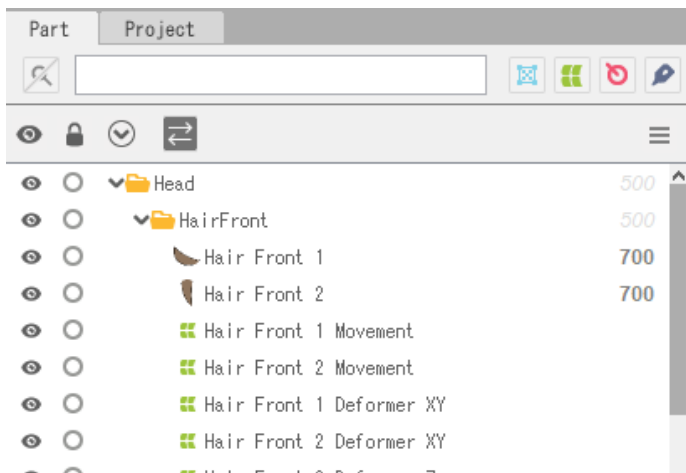 Part Project
Head 500
HairFront 500
Hair Front 1 700
Hair Front 2 700
Hair Front 1 Movement
Hair Front 2 Movement
Hair Front 1 Deformer XY
Hair Front 2 Deformer XY